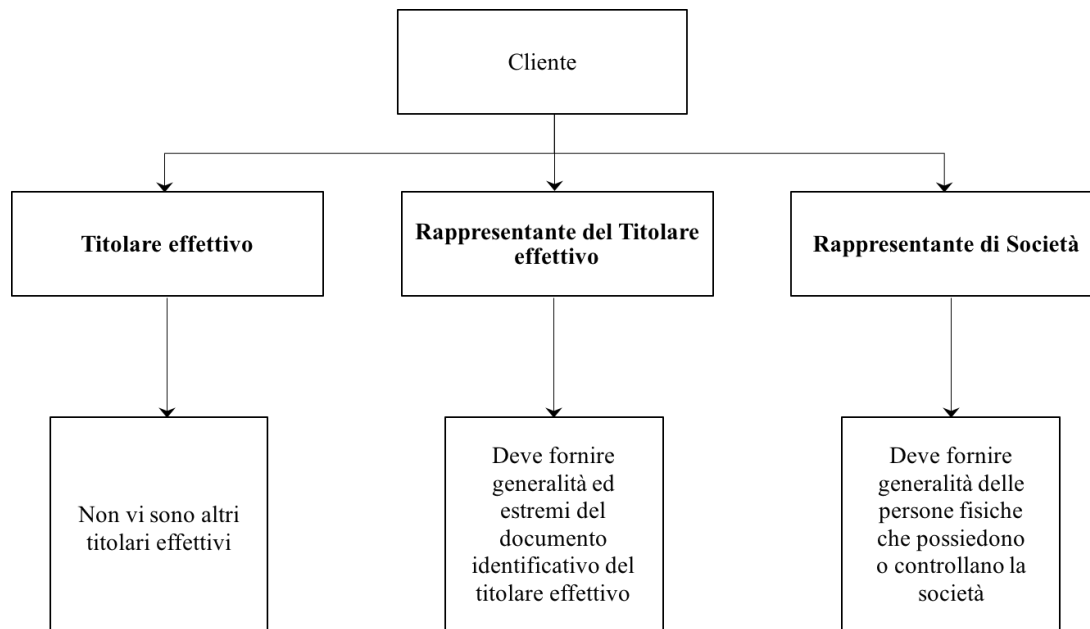 Cliente
Titolare effettivo
Rappresentante del Titolare
effettivo
Rappresentante di Società
Non vi sono altri
titolari effettivi
Deve fornire
generalità ed
estremi del
documento
identificativo del
titolare effettivo
Deve fornire
generalità delle
persone fisiche
che possiedono
o controllano la
società